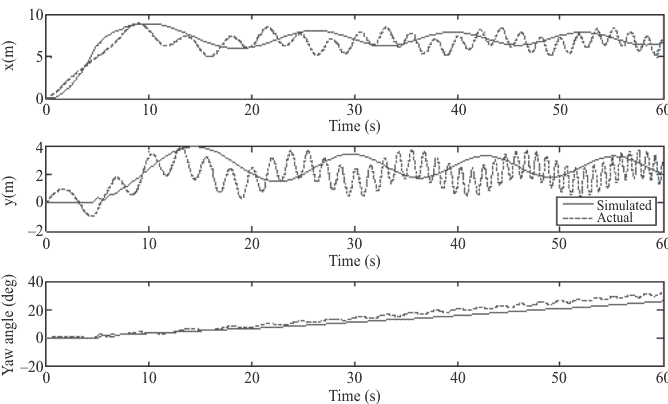 10
x(m)
5
0
0 10 20 30 40 50 60
Time (s)
4
2
y(m)
0
Simulated
Actual
−2
0 10 20 30 40 50 60
Time (s)
40
20
Yaw angle (deg)
0
−20
0 10 20 30 40 50 60
Time (s)